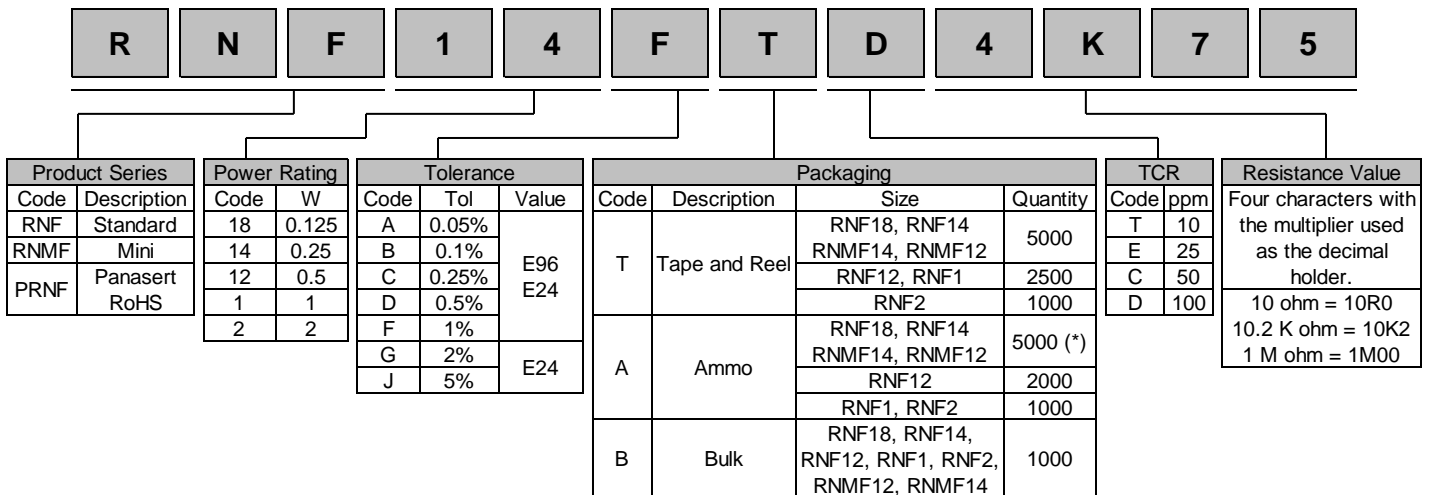 R N F 1 4 F T D 4 K 7 5
Product Series
Code Description
RNF Standard
RNMF Mini
PRNF Panasert RoHS
Power Rating
Code W
18 0.125
14 0.25
12 0.5
1 1
2 2
Tolerance
Code Tol Value
A 0.05%
B 0.1%
C 0.25%
D 0.5%
F 1%
E96
E24
G 2%
J 5%
E24
Packaging
Code Description Size Quantity
T Tape and Reel
RNF18, RNF14
RNMF14, RNMF12
5000
RNF12, RNF1 2500
RNF2 1000
A Ammo
RNF18, RNF14
RNMF14, RNMF12
5000 (*)
RNF12 2000
RNF1, RNF2 1000
B Bulk
RNF18, RNF14,
RNF12, RNF1, RNF2,
RNMF12, RNMF14
1000
TCR
Code ppm
T 10
E 25
C 50
D 100
Resistance Value
Four characters with
the multiplier used
as the decimal
holder.
10 ohm = 10R0
10.2 K ohm = 10K2
1 M ohm = 1M00